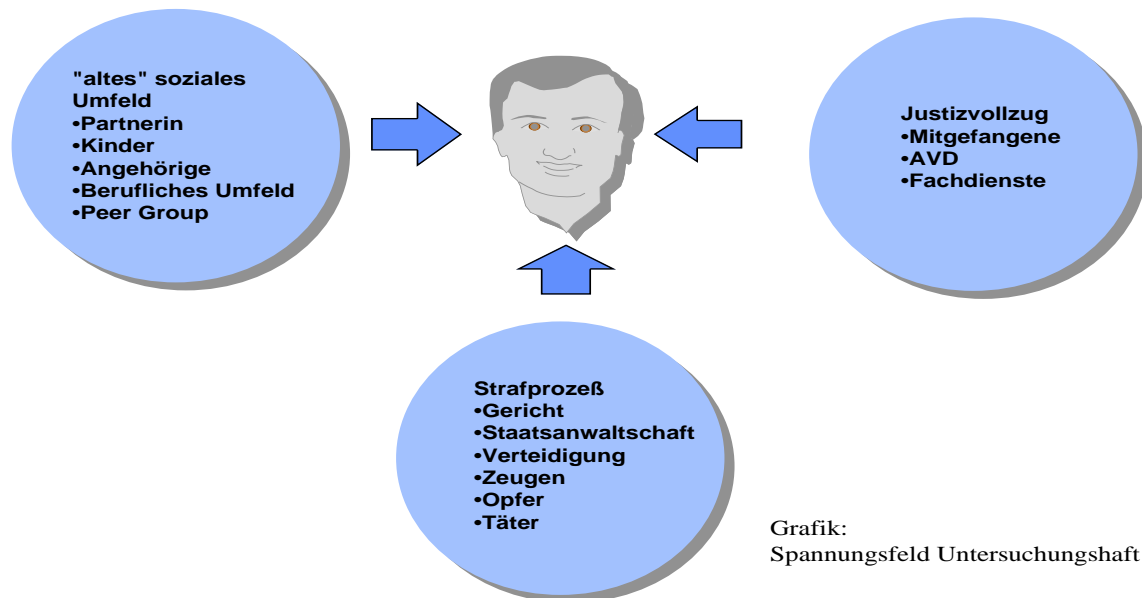 "altes" soziales
Umfeld
•Partnerin
•Kinder
•Angehörige
•Berufliches Umfeld
•Peer Group
Justizvollzug
•Mitgefangene
•AVD
•Fachdienste
Strafprozeß
•Gericht
•Staatsanwaltschaft
•Verteidigung
•Zeugen
•Opfer
•Täter
Grafik:
Spannungsfeld Untersuchungshaft